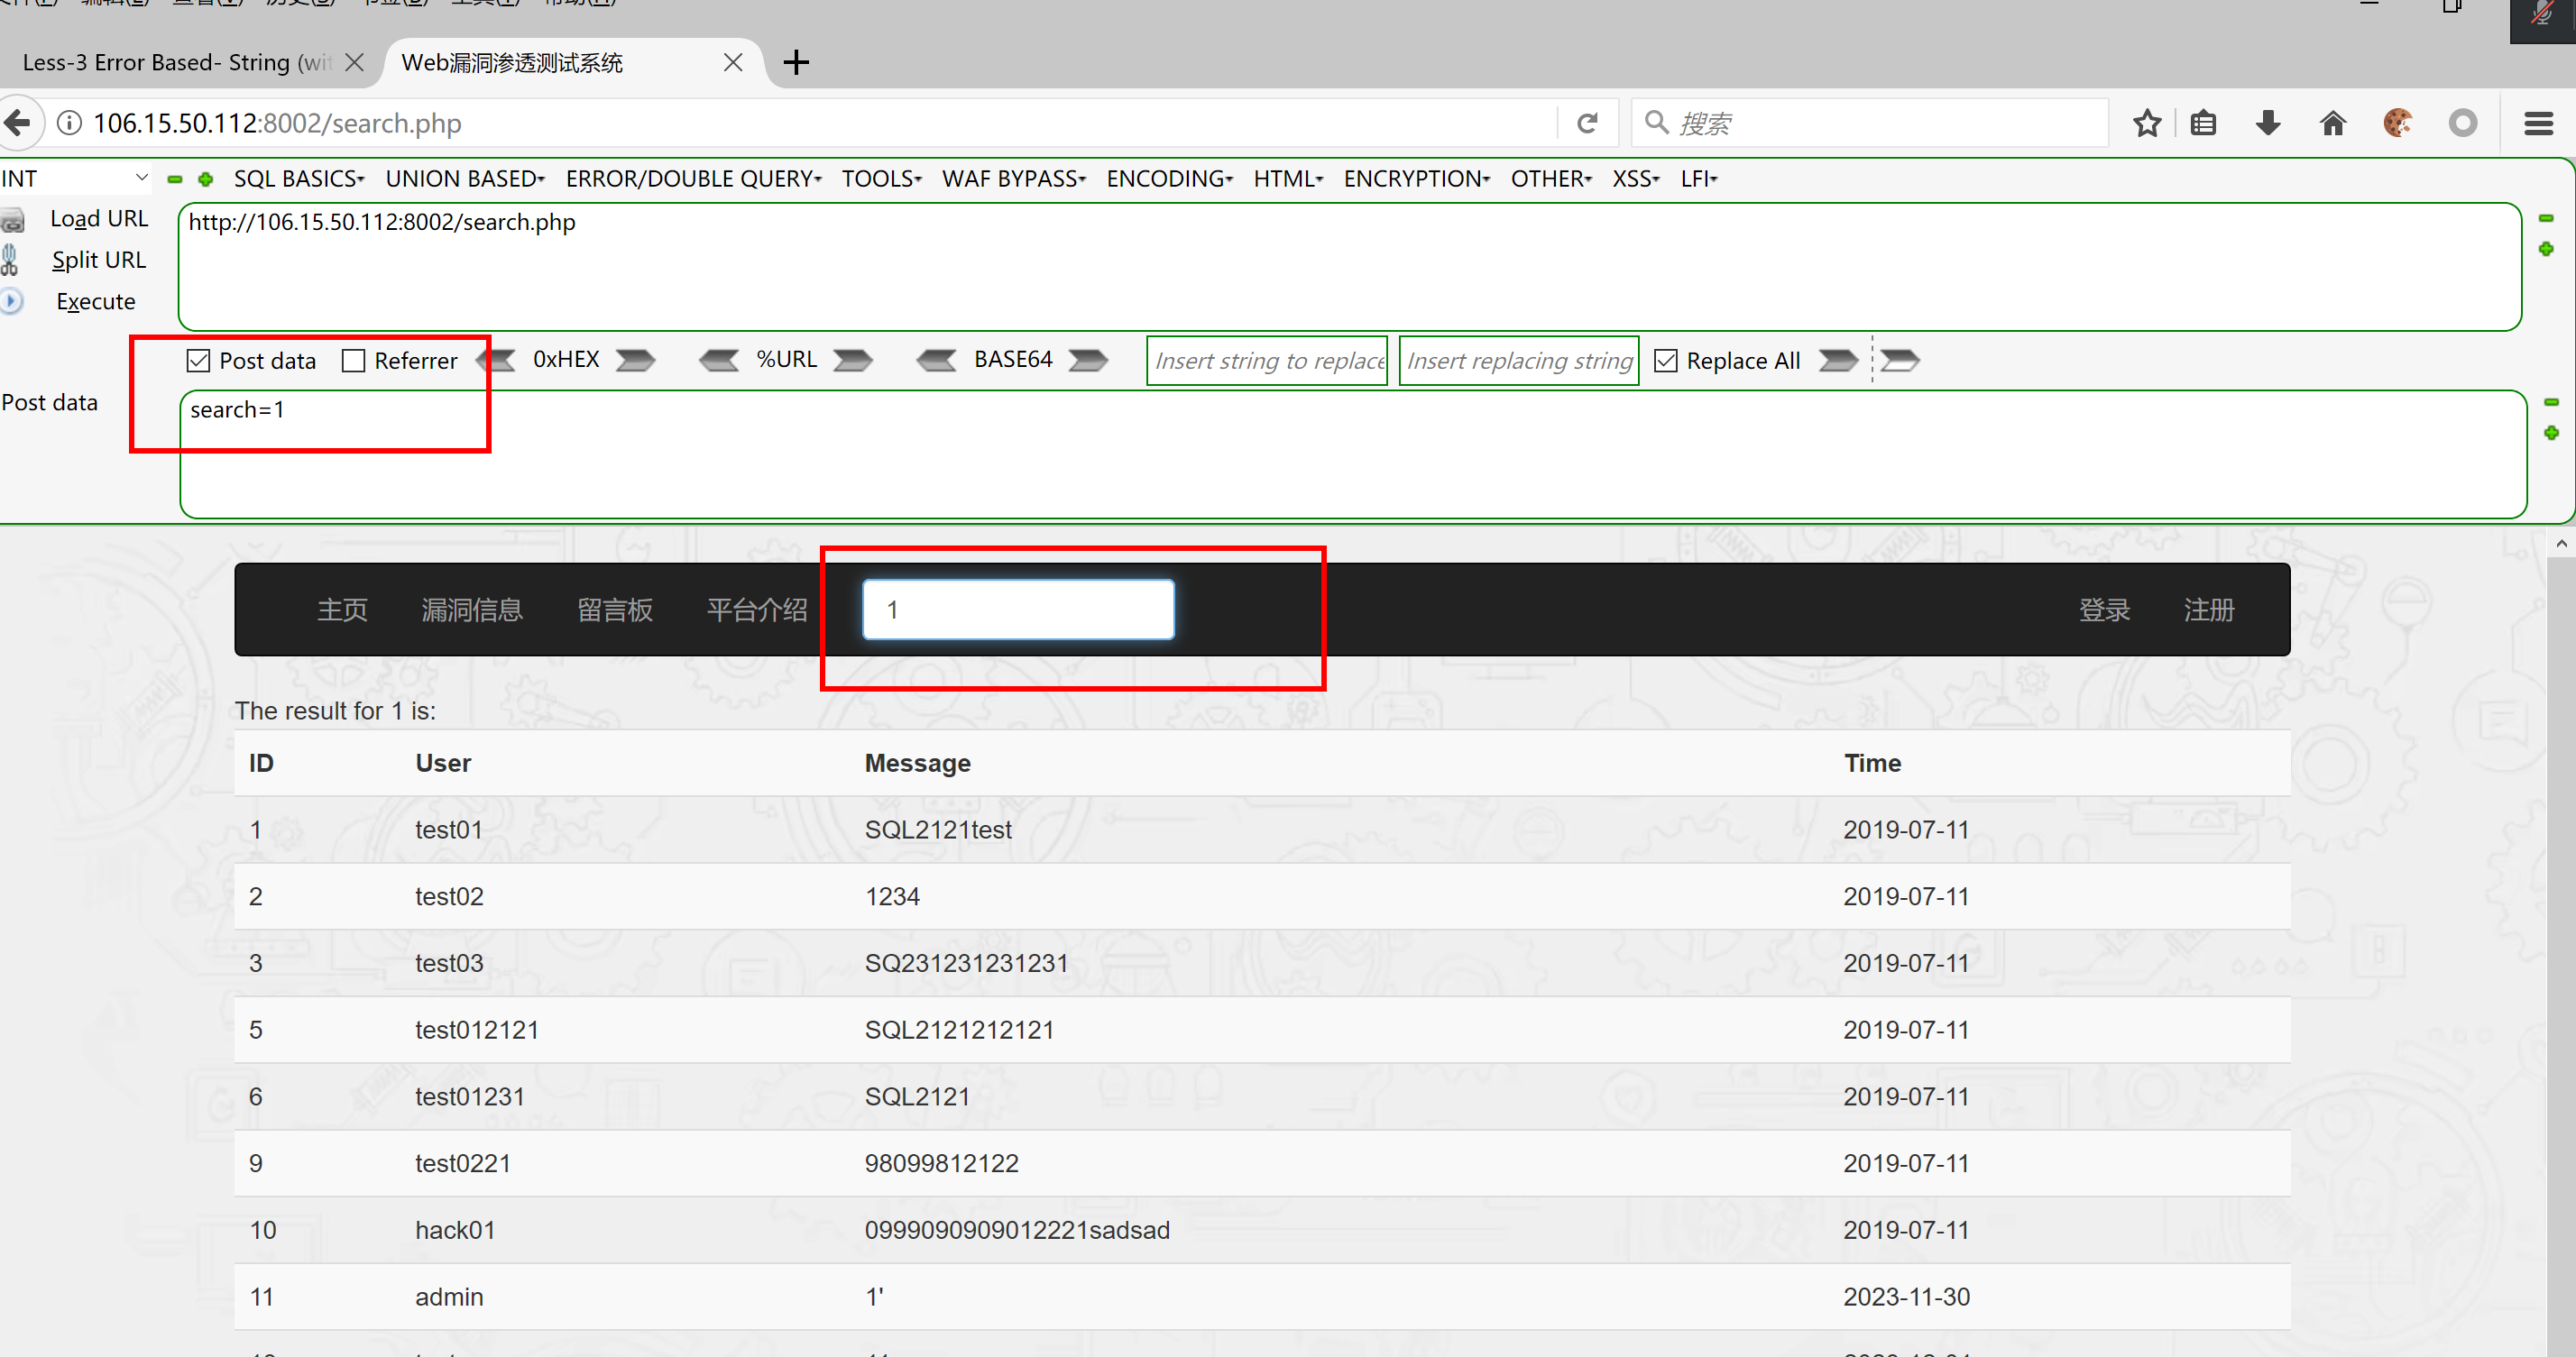 Less-3 Error Based- String (wit
Web漏洞渗透测试系统
106.15.50.112:8002/search.php
搜索
INT SQL BASICS UNION BASED ERROR/DOUBLE QUERY TOOLS WAF BYPASS ENCODING HTML ENCRYPTION OTHER XSS LFI
Load URL
http://106.15.50.112:8002/search.php
Split URL
Execute
Post data Referrer 0xHEX %URL BASE64 Insert string to replace Insert replacing string Replace All
Post data
search=1
主页 漏洞信息 留言板 平台介绍 1 登录 注册
The result for 1 is:
ID User Message Time
1 test01 SQL2121test 2019-07-11
2 test02 1234 2019-07-11
3 test03 SQ231231231231 2019-07-11
5 test012121 SQL2121212121 2019-07-11
6 test01231 SQL2121 2019-07-11
9 test0221 98099812122 2019-07-11
10 hack01 0999090909012221sadsad 2019-07-11
11 admin 1' 2023-11-30